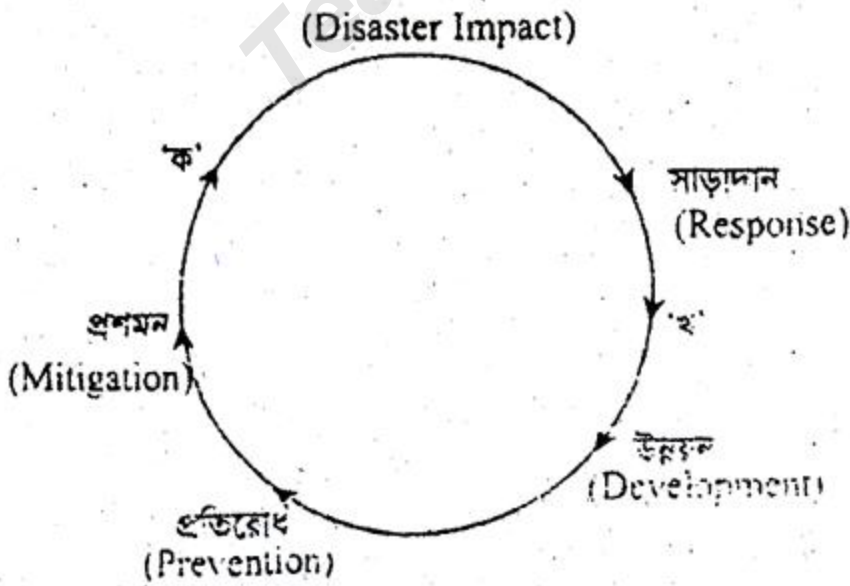 (Disaster Impact)
'ক'
সাড়াদান
(Response)
'খ'
প্রশমন
(Mitigation)
উন্নয়ন
(Development)
প্রতিরোধ
(Prevention)